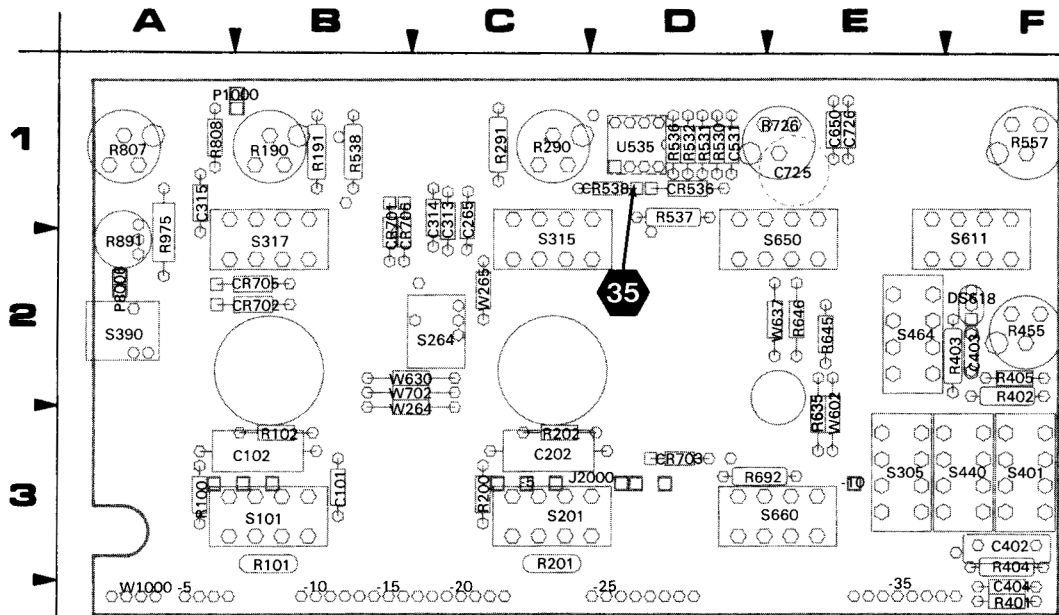 A B C D E F
1
P1000
R807 R808 R190 R191 R538 R291 R290 U535 R536 R532 R531 R530 C531 R726 C725 C650 C726 R557
CR538 CR536
C315 R975 CR701 CR706 C314 C313 C265 R537
R891 S317 S315 S650 S611
2
P8006 CR705 W265 35 DS618
CR702 W637 R646 R645 S464 R455
S390 S264 R403 C403
W630 R405
W702 R402
W264 R635 W602
3
R102 R202
C102 C202 CR703
R100 C101 R200 -5 J2000 R692 -10 S305 S440 S401
S101 S201 S660
R101 R201 C402
R404
W1000 -5 -10 -15 -20 -25 -35 C404
R401